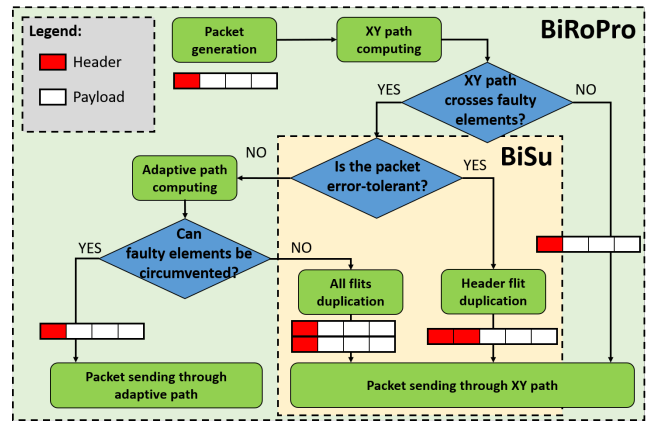 Legend:
Header
Payload
Packet
generation
XY path
computing
BiRoPro
XY path
crosses faulty
elements?
YES
NO
BiSu
Is the packet
error-tolerant?
NO
YES
Adaptive path
computing
Can
faulty elements be
circumvented?
YES
NO
All flits
duplication
Header flit
duplication
Packet sending through
adaptive path
Packet sending through XY path